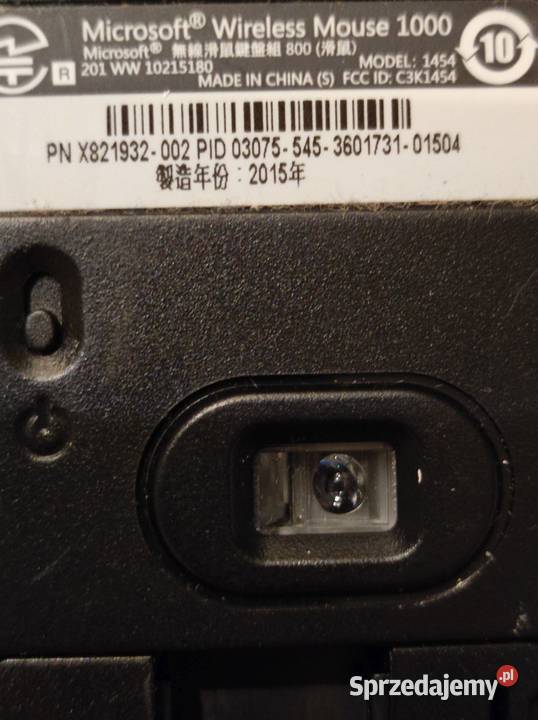 Microsoft® Wireless Mouse 1000
Microsoft® 無線滑鼠鍵盤組 800 (滑鼠)
R 201 WW 10215180
MODEL: 1454
MADE IN CHINA (S) FCC ID: C3K1454
10
PN X821932-002 PID 03075-545-3601731-01504
製造年份：2015年
Sprzedajemy.pl